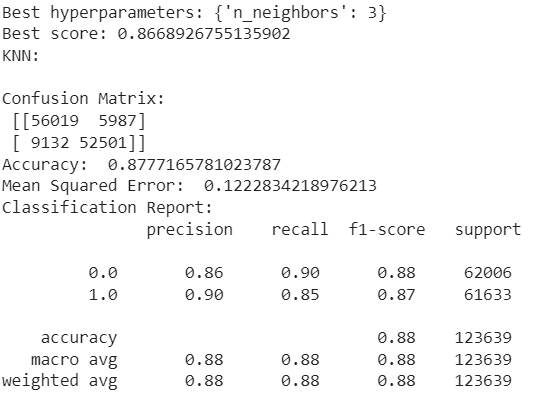 Best hyperparameters: {'n_neighbors': 3}
Best score: 0.8668926755135902
KNN:
Confusion Matrix:
[[56019 5987]
[ 9132 52501]]
Accuracy: 0.8777165781023787
Mean Squared Error: 0.1222834218976213
Classification Report:
precision recall f1-score support
0.0 0.86 0.90 0.88 62006
1.0 0.90 0.85 0.87 61633
accuracy 0.88 123639
macro avg 0.88 0.88 0.88 123639
weighted avg 0.88 0.88 0.88 123639